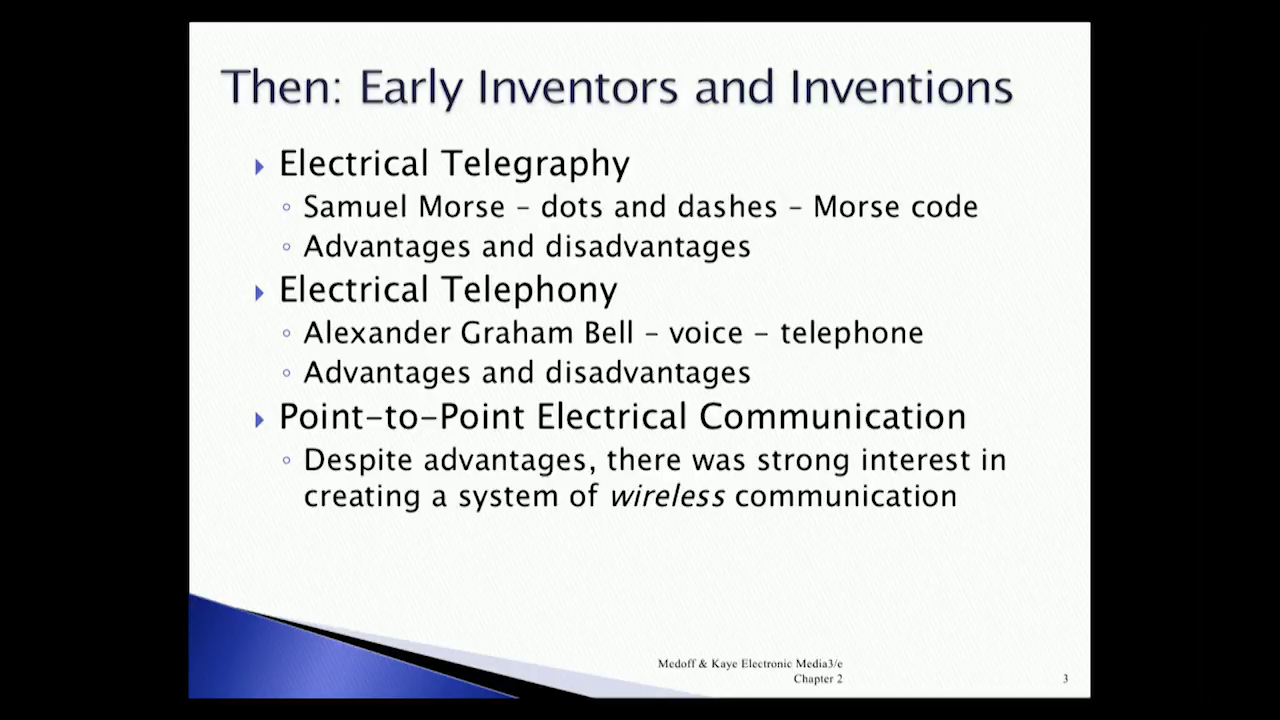 Then: Early Inventors and Inventions
Electrical Telegraphy
Samuel Morse – dots and dashes – Morse code
Advantages and disadvantages
Electrical Telephony
Alexander Graham Bell – voice – telephone
Advantages and disadvantages
Point-to-Point Electrical Communication
Despite advantages, there was strong interest in
creating a system of wireless communication
Medoff & Kaye Electronic Media3/e
Chapter 2
3